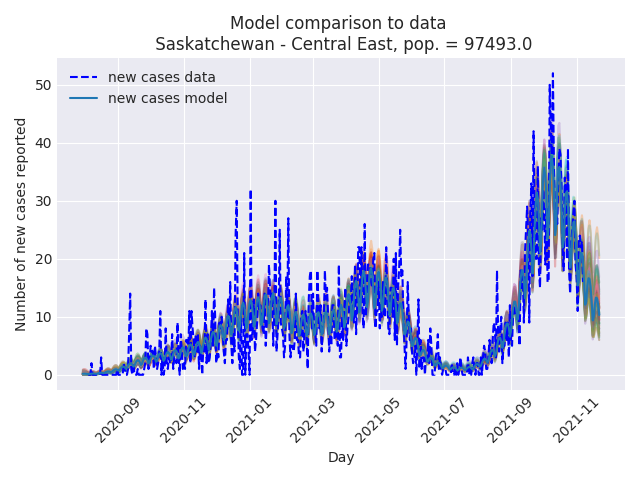 Model comparison to data
Saskatchewan - Central East, pop. = 97493.0
new cases data
new cases model
Number of new cases reported
50
40
30
20
10
0
2020-09
2020-11
2021-01
2021-03
2021-05
2021-07
2021-09
2021-11
Day